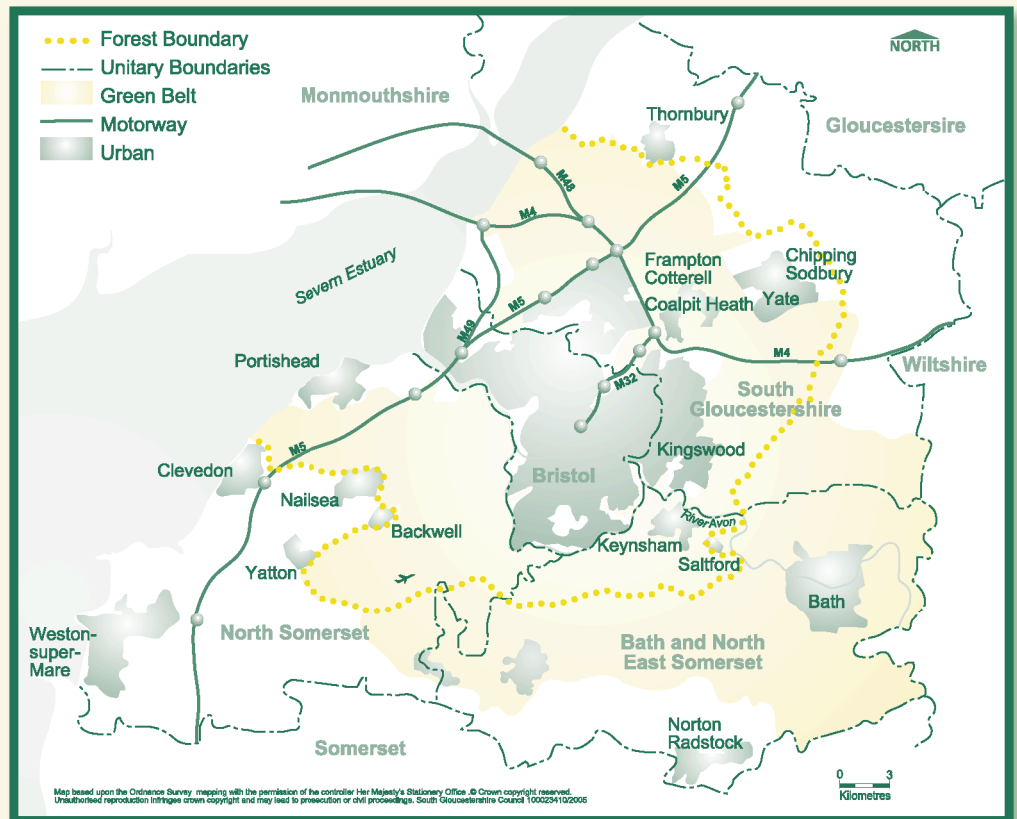 Forest Boundary
Unitary Boundaries
Green Belt
Motorway
Urban
NORTH
Monmouthshire
Thornbury
Gloucestersire
M48
M5
M4
Severn Estuary
Frampton
Cotterell
Chipping
Sodbury
Coalpit Heath
Yate
M5
M49
Portishead
M4
Wiltshire
M32
South
Gloucestershire
M5
Clevedon
Kingswood
Bristol
Nailsea
River Avon
Backwell
Keynsham
Saltford
Yatton
Bath
North Somerset
Weston-
super-
Mare
Bath and North
East Somerset
Norton
Radstock
Somerset
0 3
Kilometres
Map based upon the Ordnance Survey mapping with the permission of the controller Her Majesty's Stationery Office .© Crown copyright reserved.
Unauthorised reproduction infringes crown copyright and may lead to prosecution or civil proceedings. South Gloucestershire Council 100023410/2005